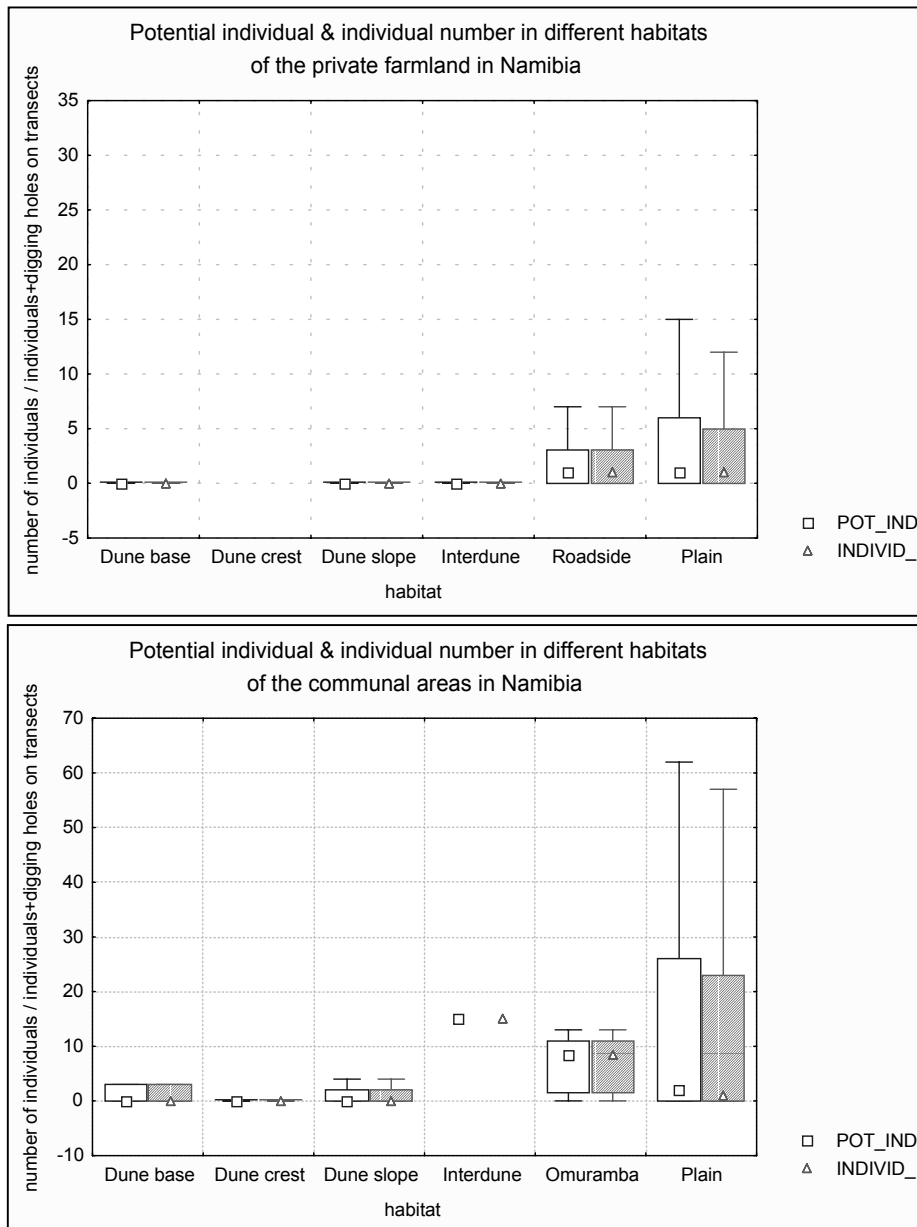 Potential individual & individual number in different habitats
of the private farmland in Namibia
number of individuals / individuals+digging holes on transects
35
30
25
20
15
10
5
0
-5
Dune base Dune crest Dune slope Interdune Roadside Plain
habitat
POT_IND
INDIVID_
Potential individual & individual number in different habitats
of the communal areas in Namibia
number of individuals / individuals+digging holes on transects
70
60
50
40
30
20
10
0
-10
Dune base Dune crest Dune slope Interdune Omuramba Plain
habitat
POT_IND
INDIVID_